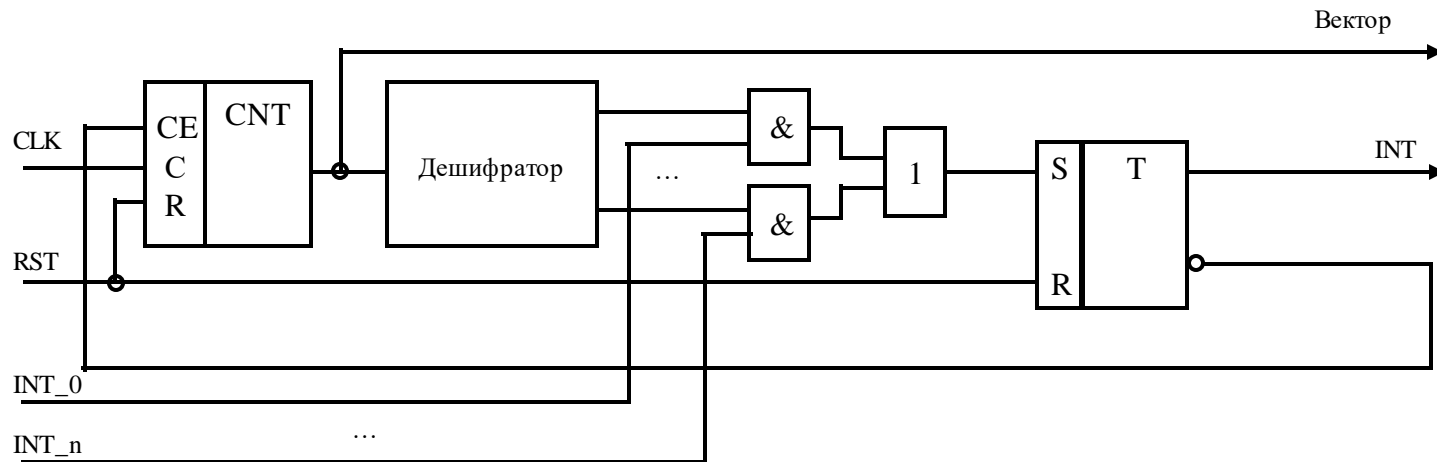 Вектор
CLK
CE
C
R
CNT
Дешифратор
&
…
&
1
S
T
R
INT
RST
INT_0
…
INT_n